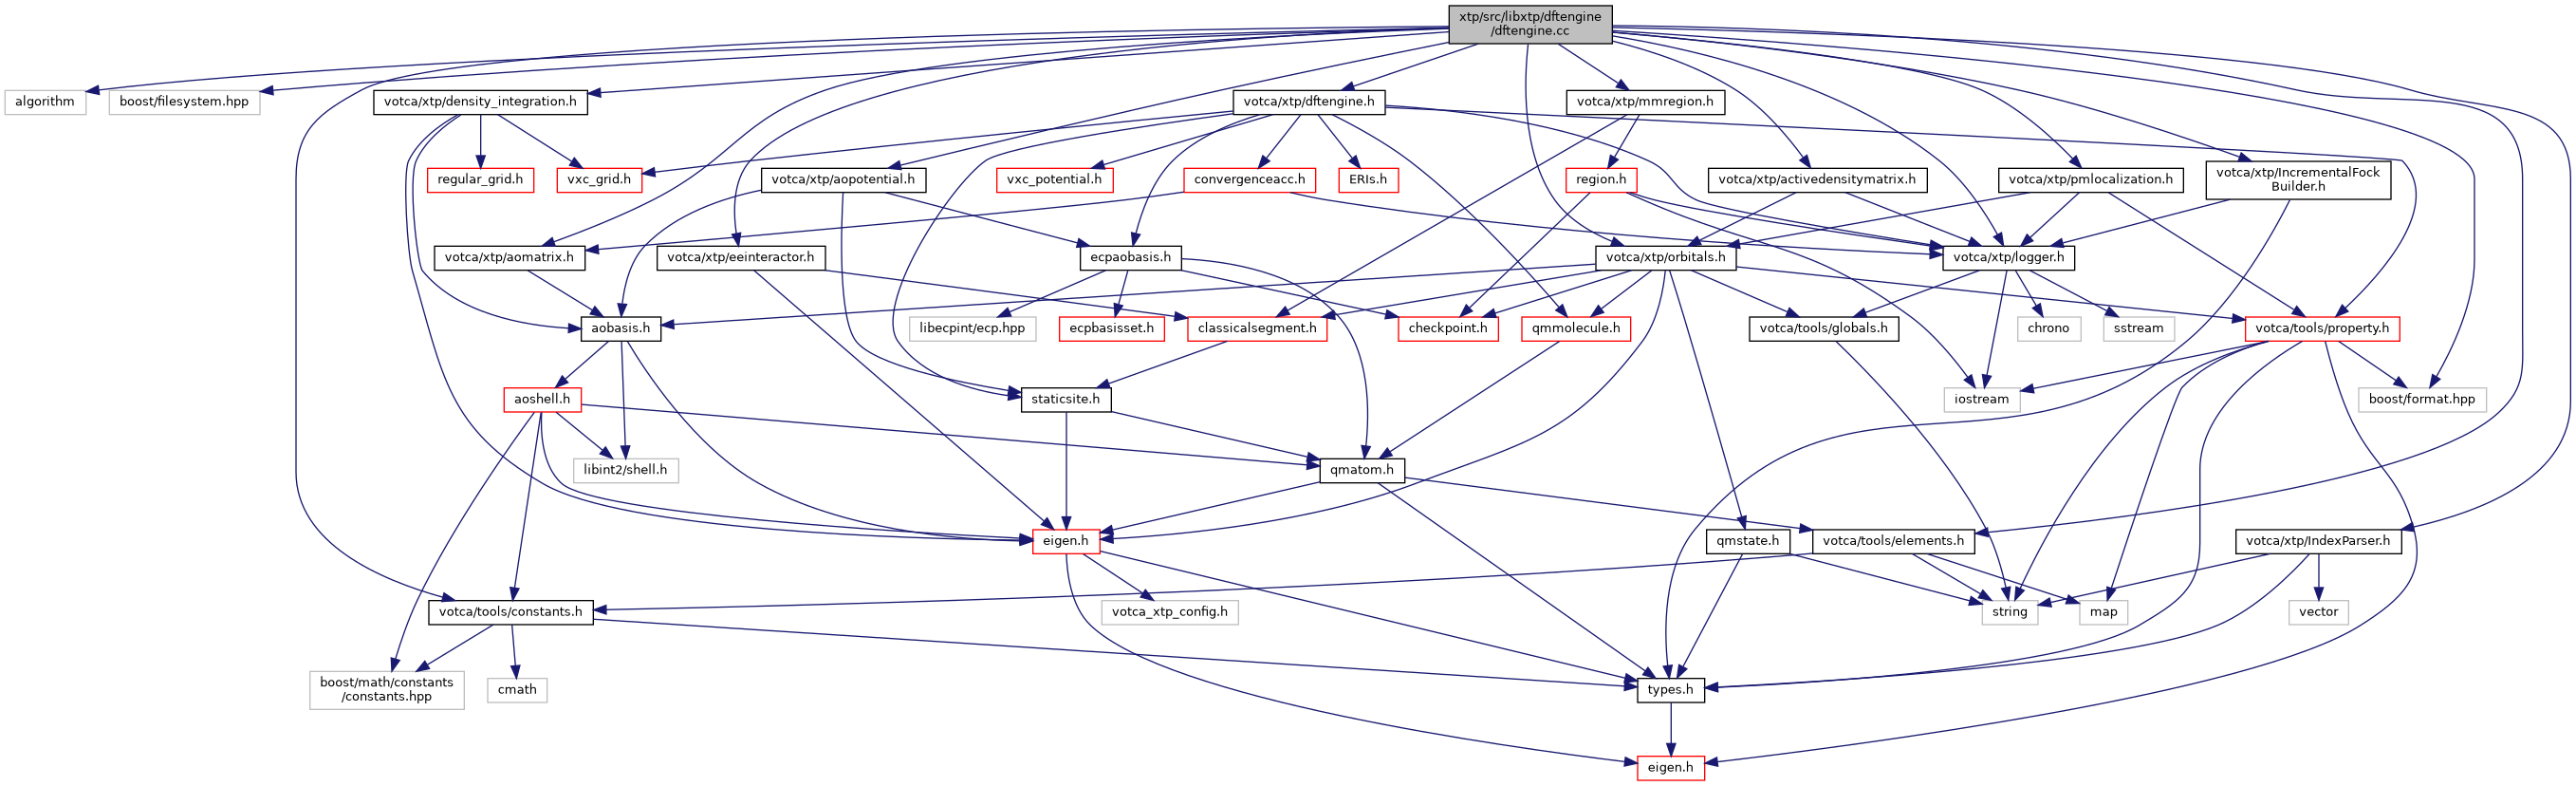 xtp/src/libxtp/dftengine
/dftengine.cc
algorithm
boost/filesystem.hpp
votca/xtp/density_integration.h
votca/xtp/dftengine.h
votca/xtp/mmregion.h
regular_grid.h
vxc_grid.h
votca/xtp/aopotential.h
vxc_potential.h
convergenceacc.h
ERIs.h
region.h
votca/xtp/activedensitymatrix.h
votca/xtp/pmlocalization.h
votca/xtp/IncrementalFock
Builder.h
votca/xtp/aomatrix.h
votca/xtp/eeinteractor.h
ecpaobasis.h
votca/xtp/orbitals.h
votca/xtp/logger.h
aobasis.h
libecpint/ecp.hpp
ecpbasisset.h
classicalsegment.h
checkpoint.h
qmmolecule.h
votca/tools/globals.h
chrono
sstream
votca/tools/property.h
aoshell.h
staticsite.h
iostream
boost/format.hpp
libint2/shell.h
qmatom.h
eigen.h
qmstate.h
votca/tools/elements.h
votca/xtp/IndexParser.h
votca/tools/constants.h
votca_xtp_config.h
string
map
vector
boost/math/constants
/constants.hpp
cmath
types.h
eigen.h